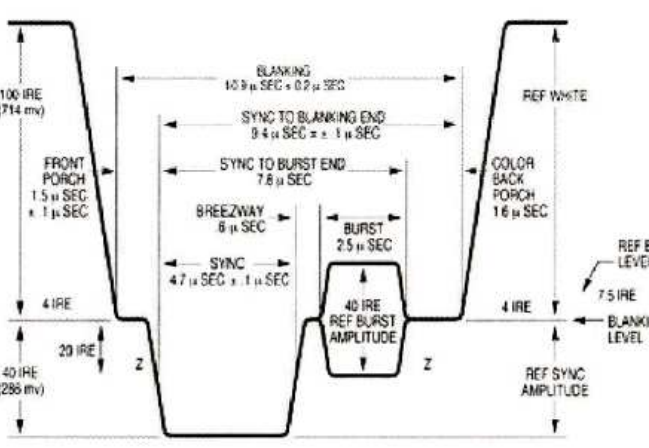 BLANKING
10.9 μ SEC ± 0.2 μ SEC
100 IRE
(714 mv)
REF WHITE
SYNC TO BLANKING END
9.4 μ SEC = ± .1 μ SEC
FRONT
PORCH
1.5 μ SEC
± .1 μ SEC
SYNC TO BURST END
7.8 μ SEC
COLOR
BACK
PORCH
1.6 μ SEC
BREEZWAY
.6 μ SEC
BURST
2.5 μ SEC
SYNC
4.7 μ SEC ± .1 μ SEC
REF B
LEVE
7.5 IRE
4 IRE
40 IRE
REF BURST
AMPLITUDE
4 IRE
BLANKI
LEVEL
20 IRE
Z
Z
40 IRE
(286 mv)
REF SYNC
AMPLITUDE